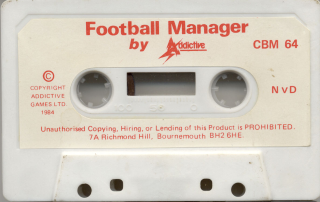 Football Manager
by Addictive
CBM 64
©
COPYRIGHT
ADDICTIVE
GAMES LTD.
1984
N v D
Unauthorised Copying, Hiring, or Lending of this Product is PROHIBITED.
7A Richmond Hill, Bournemouth BH2 6HE.